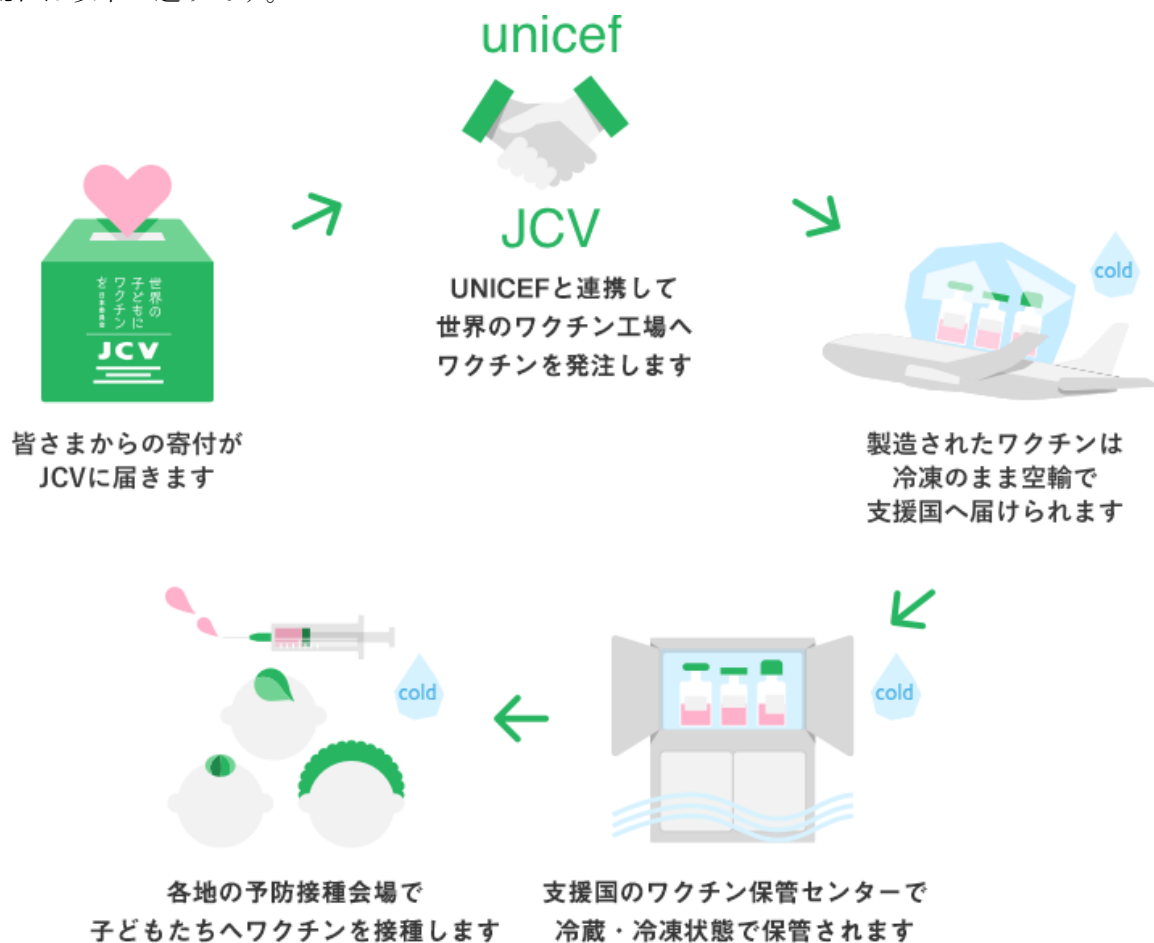 unicef
JCV
UNICEFと連携して
世界のワクチン工場へ
ワクチンを発注します
世界の
子どもに
ワクチン
を 日本委員会
JCV
皆さまからの寄付が
JCVに届きます
cold
製造されたワクチンは
冷凍のまま空輸で
支援国へ届けられます
cold
支援国のワクチン保管センターで
冷蔵・冷凍状態で保管されます
cold
各地の予防接種会場で
子どもたちへワクチンを接種します